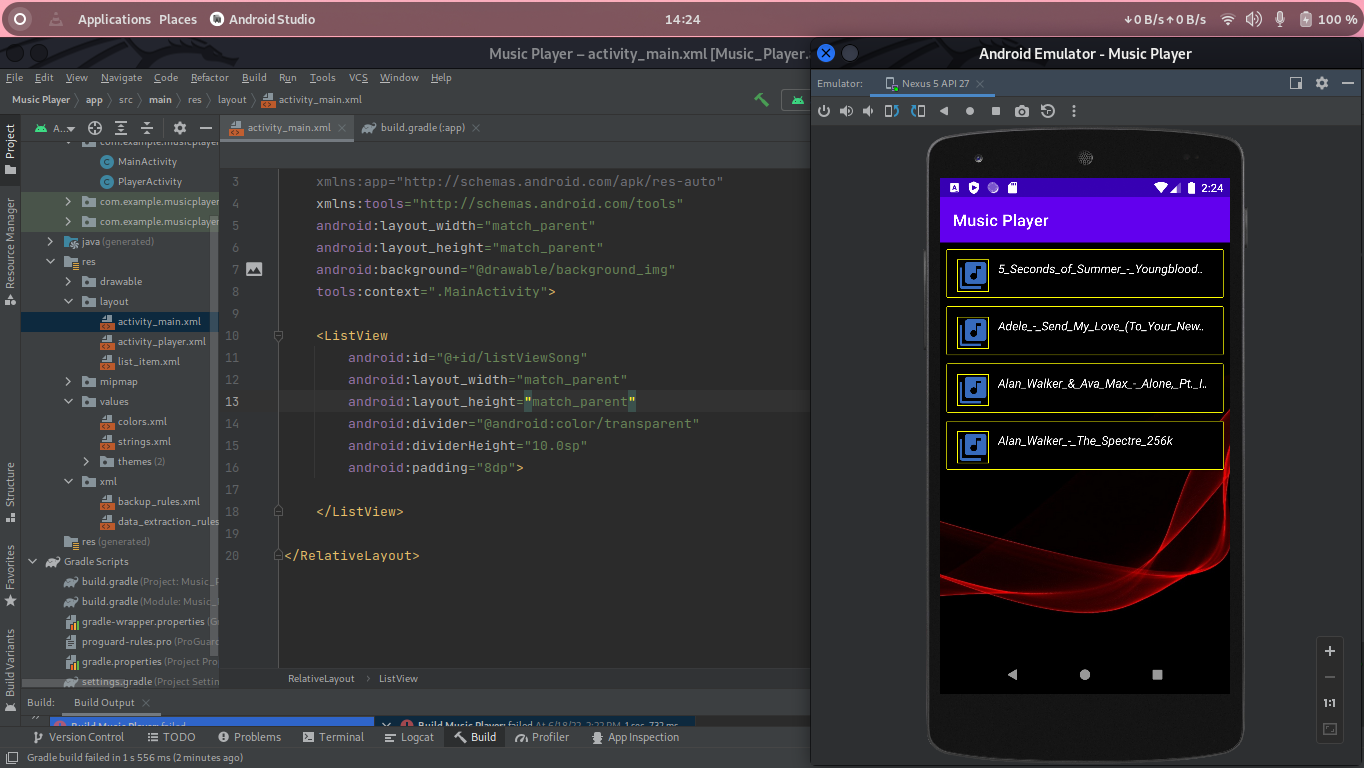 Applications Places Android Studio 14:24 0 B/s 0 B/s 100 %
Music Player – activity_main.xml [Music_Player.
File Edit View Navigate Code Refactor Build Run Tools VCS Window Help
Music Player app src main res layout activity_main.xml
A...
activity_main.xml
build.gradle (:app)
Project
Resource Manager
Structure
Favorites
Build Variants
com.example.musicplayer
MainActivity
PlayerActivity
com.example.musicplayer
com.example.musicplayer
java (generated)
res
drawable
layout
activity_main.xml
activity_player.xml
list_item.xml
mipmap
values
colors.xml
strings.xml
themes (2)
xml
backup_rules.xml
data_extraction_rules
res (generated)
Gradle Scripts
build.gradle (Project: Music_P
build.gradle (Module: Music_
gradle-wrapper.properties (G
proguard-rules.pro (ProGuard
gradle.properties (Project Pro
settings.gradle (Project Settin
3 xmlns:app="http://schemas.android.com/apk/res-auto"
4 xmlns:tools="http://schemas.android.com/tools"
5 android:layout_width="match_parent"
6 android:layout_height="match_parent"
7 android:background="@drawable/background_img"
8 tools:context=".MainActivity">
9
10 <ListView
11 android:id="@+id/listViewSong"
12 android:layout_width="match_parent"
13 android:layout_height="match_parent"
14 android:divider="@android:color/transparent"
15 android:dividerHeight="10.0sp"
16 android:padding="8dp">
17
18 </ListView>
19
20 </RelativeLayout>
RelativeLayout ListView
Build: Build Output
Build Music Player: failed
Build Music Player: failed At 6/18/22, 2:22 PM 1 sec, 732 ms
Version Control TODO Problems Terminal Logcat Build Profiler App Inspection
Gradle build failed in 1 s 556 ms (2 minutes ago)
Android Emulator - Music Player
Emulator: Nexus 5 API 27
2:24
Music Player
5_Seconds_of_Summer_-_Youngblood..
Adele_-_Send_My_Love_(To_Your_New..
Alan_Walker_&_Ava_Max_-_Alone,_Pt._I..
Alan_Walker_-_The_Spectre_256k
1:1